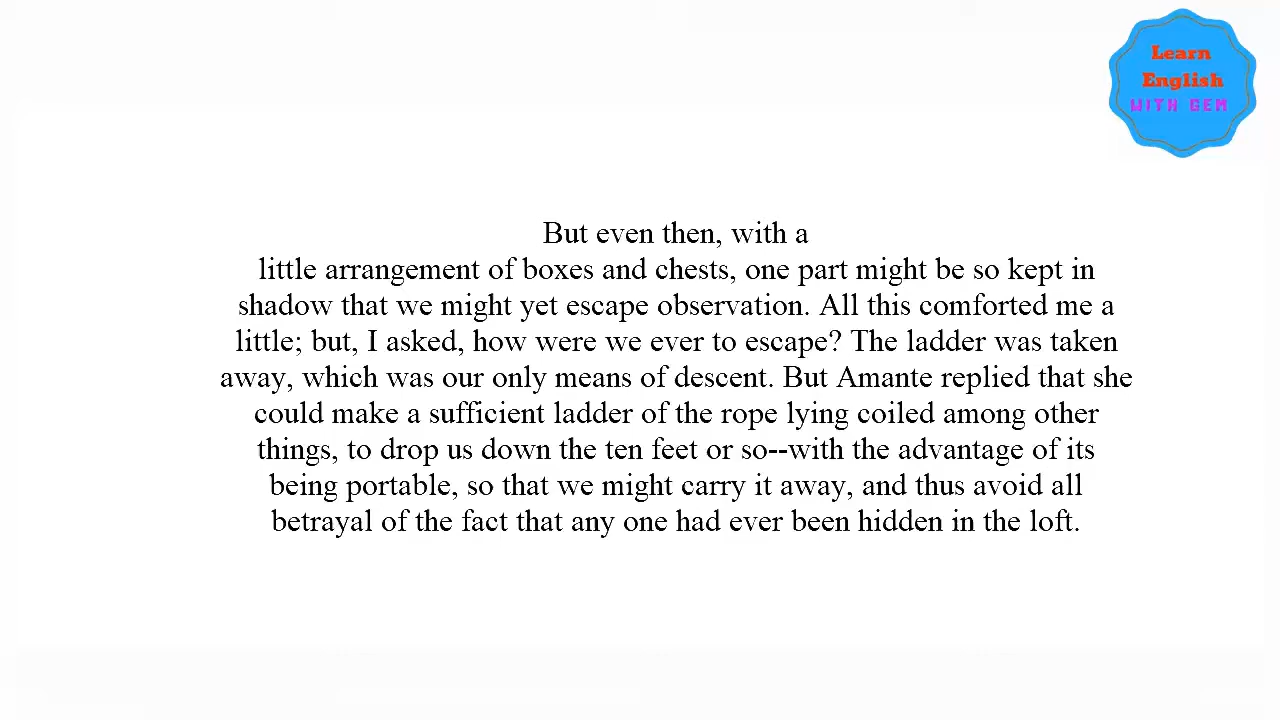 Learn
English
WITH GEM
But even then, with a
little arrangement of boxes and chests, one part might be so kept in
shadow that we might yet escape observation. All this comforted me a
little; but, I asked, how were we ever to escape? The ladder was taken
away, which was our only means of descent. But Amante replied that she
could make a sufficient ladder of the rope lying coiled among other
things, to drop us down the ten feet or so--with the advantage of its
being portable, so that we might carry it away, and thus avoid all
betrayal of the fact that any one had ever been hidden in the loft.